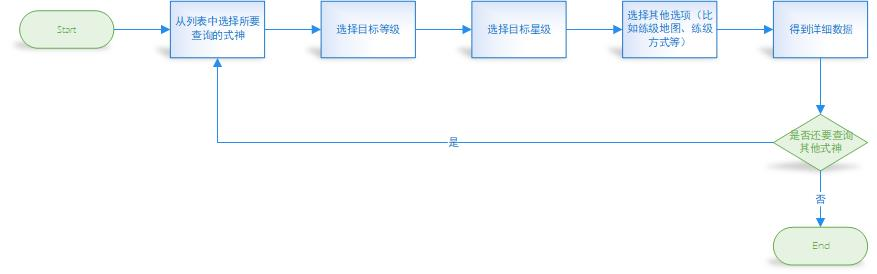 Start
从列表中选择所要
查询的式神
选择目标等级
选择目标星级
选择其他选项（比
如练级地图、练级
方式等）
得到详细数据
是否还要查询
其他式神
是
否
End